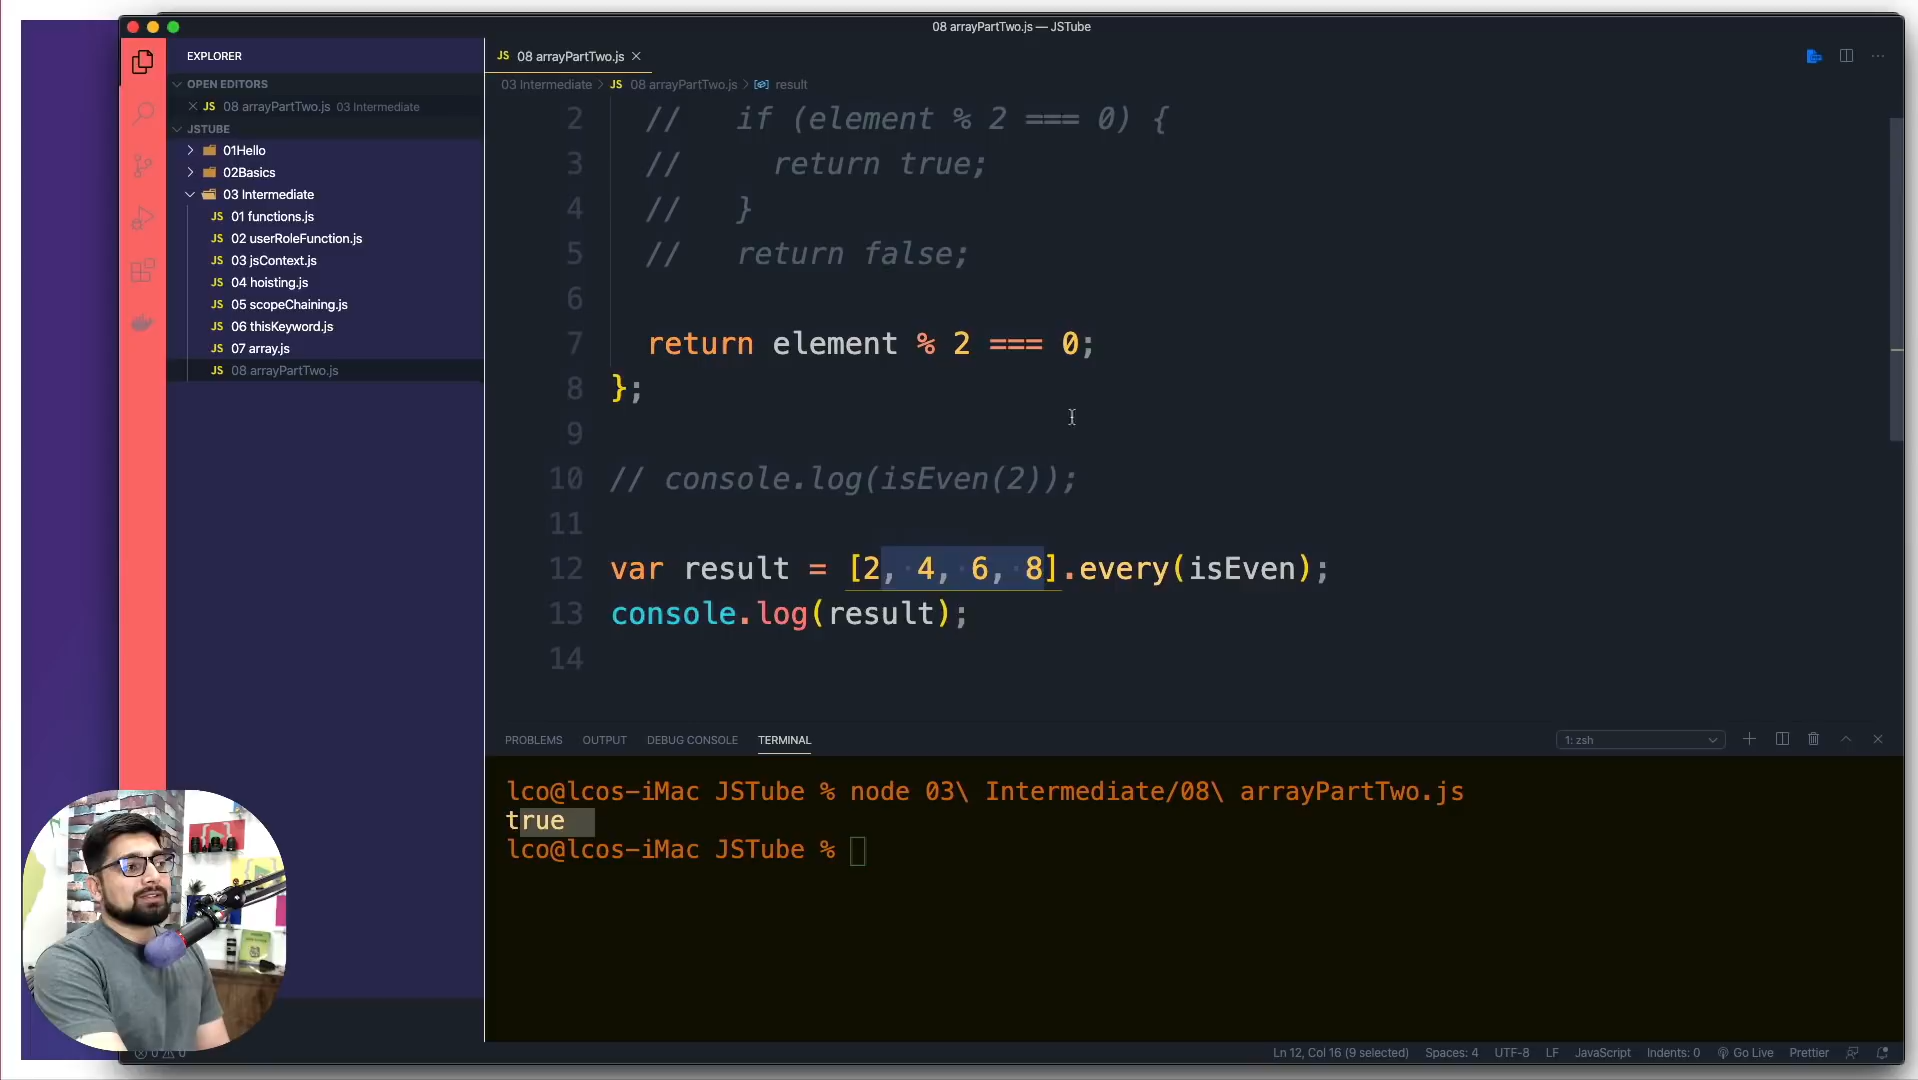 08 arrayPartTwo.js — JSTube
EXPLORER
OPEN EDITORS
JS 08 arrayPartTwo.js 03 Intermediate
JSTUBE
01Hello
02Basics
03 Intermediate
JS 01 functions.js
JS 02 userRoleFunction.js
JS 03 jsContext.js
JS 04 hoisting.js
JS 05 scopeChaining.js
JS 06 thisKeyword.js
JS 07 array.js
JS 08 arrayPartTwo.js
JS 08 arrayPartTwo.js
03 Intermediate > JS 08 arrayPartTwo.js > result
2 // if (element % 2 === 0) {
3 // return true;
4 // }
5 // return false;
6
7 return element % 2 === 0;
8 };
9
10 // console.log(isEven(2));
11
12 var result = [2, 4, 6, 8].every(isEven);
13 console.log(result);
14
PROBLEMS OUTPUT DEBUG CONSOLE TERMINAL 1: zsh
lco@lcos-iMac JSTube % node 03\ Intermediate/08\ arrayPartTwo.js
true
lco@lcos-iMac JSTube %
0 0 Ln 12, Col 16 (9 selected) Spaces: 4 UTF-8 LF JavaScript Indents: 0 Go Live Prettier